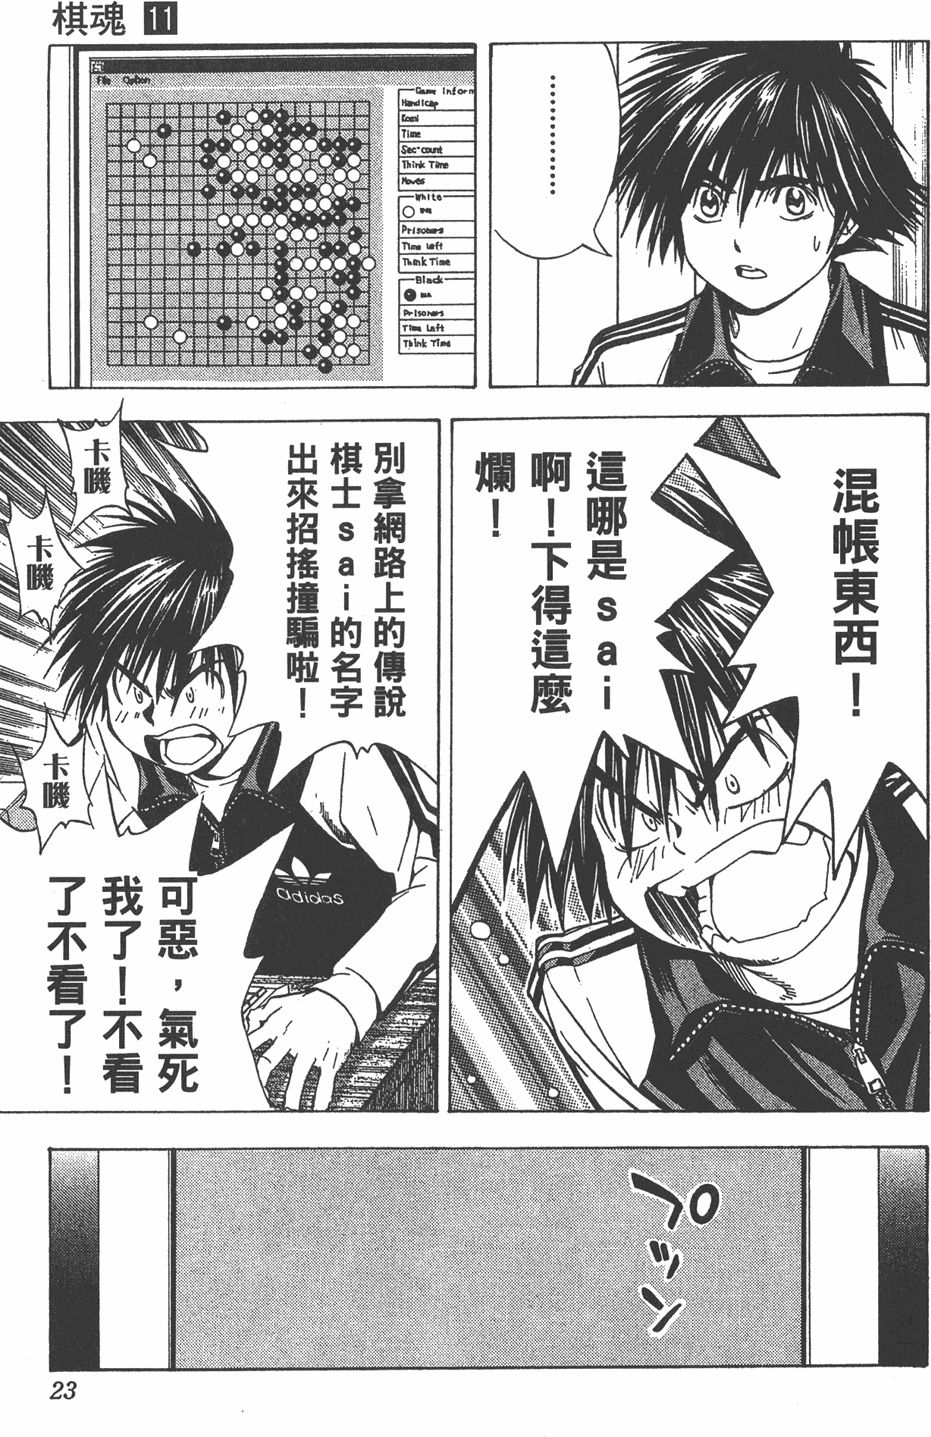 棋魂 11
…………
File Option
Game Inform
Handicap
Komi
Time
Sec*count
Think Time
Moves
White
Prisoners
Time Left
Think Time
Black
Prisoners
Time Left
Think Time
混帳東西！
這哪是sai
啊！下得這麼
爛！
別拿網路上的傳說
棋士sai的名字
出來招搖撞騙啦！
卡嘰
卡嘰
卡嘰
adidas
可惡，氣死
我了！不看
了不看了！
プツン
23